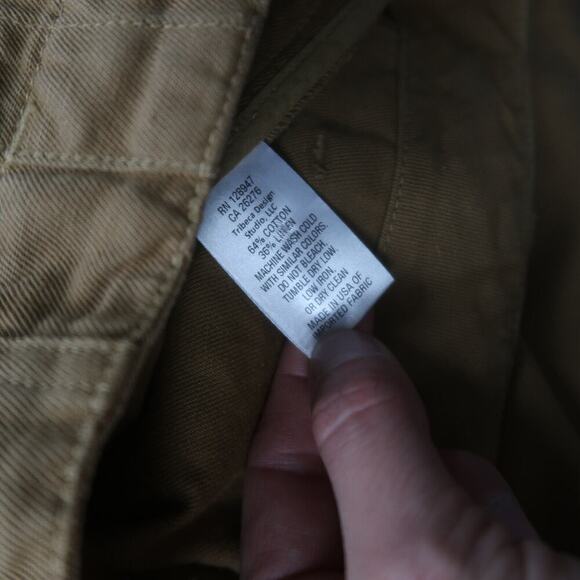 RN 128947
CA 26276
Tribeca Design
Studio, LLC
64% COTTON
36% LINEN
MACHINE WASH COLD
WITH SIMILAR COLORS.
DO NOT BLEACH.
TUMBLE DRY LOW.
LOW IRON,
OR DRY CLEAN
MADE IN USA OF
IMPORTED FABRIC